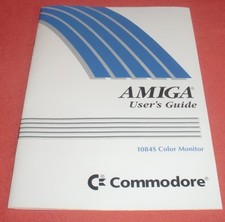 AMIGA®
User's Guide
1084S Color Monitor
Commodore®